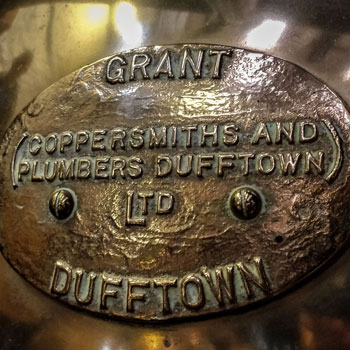 GRANT
(COPPERSMITHS AND
PLUMBERS DUFFTOWN)
LTD
DUFFTOWN